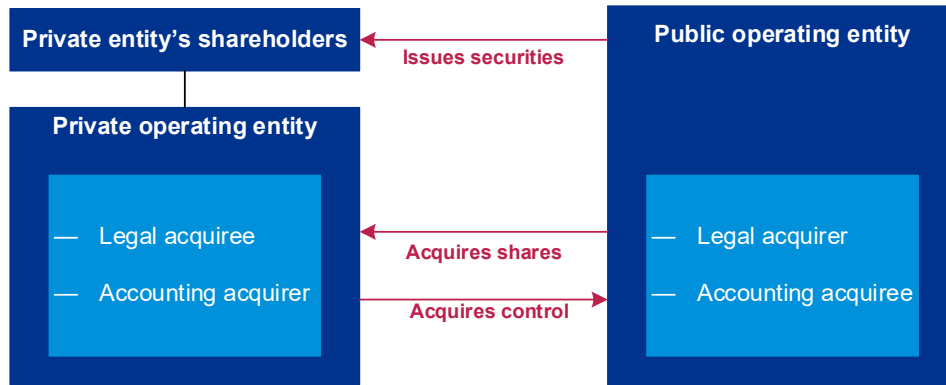 Private entity’s shareholders
Public operating entity
Issues securities
Private operating entity
— Legal acquiree
— Accounting acquirer
Acquires shares
Acquires control
— Legal acquirer
— Accounting acquiree